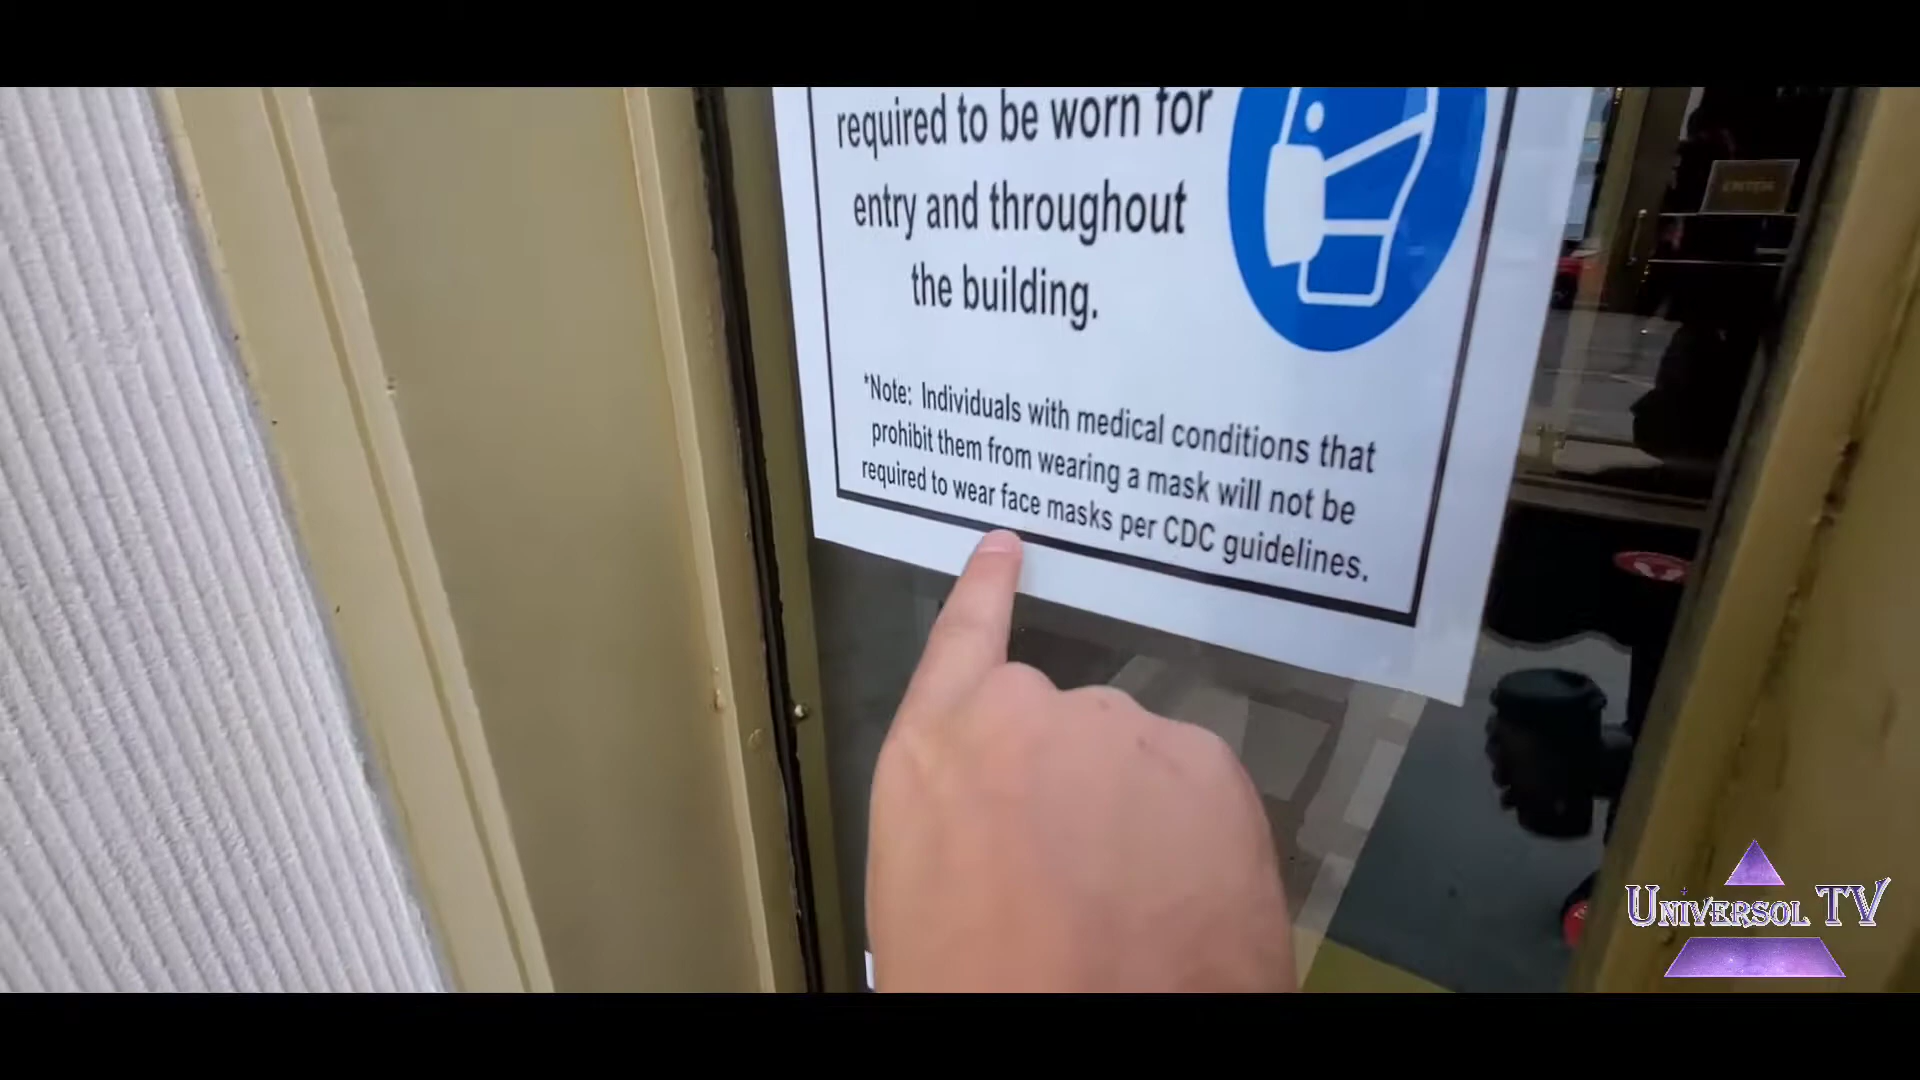 required to be worn for
entry and throughout
the building.
*Note: Individuals with medical conditions that
prohibit them from wearing a mask will not be
required to wear face masks per CDC guidelines.
ENTER
UNIVERSOL TV